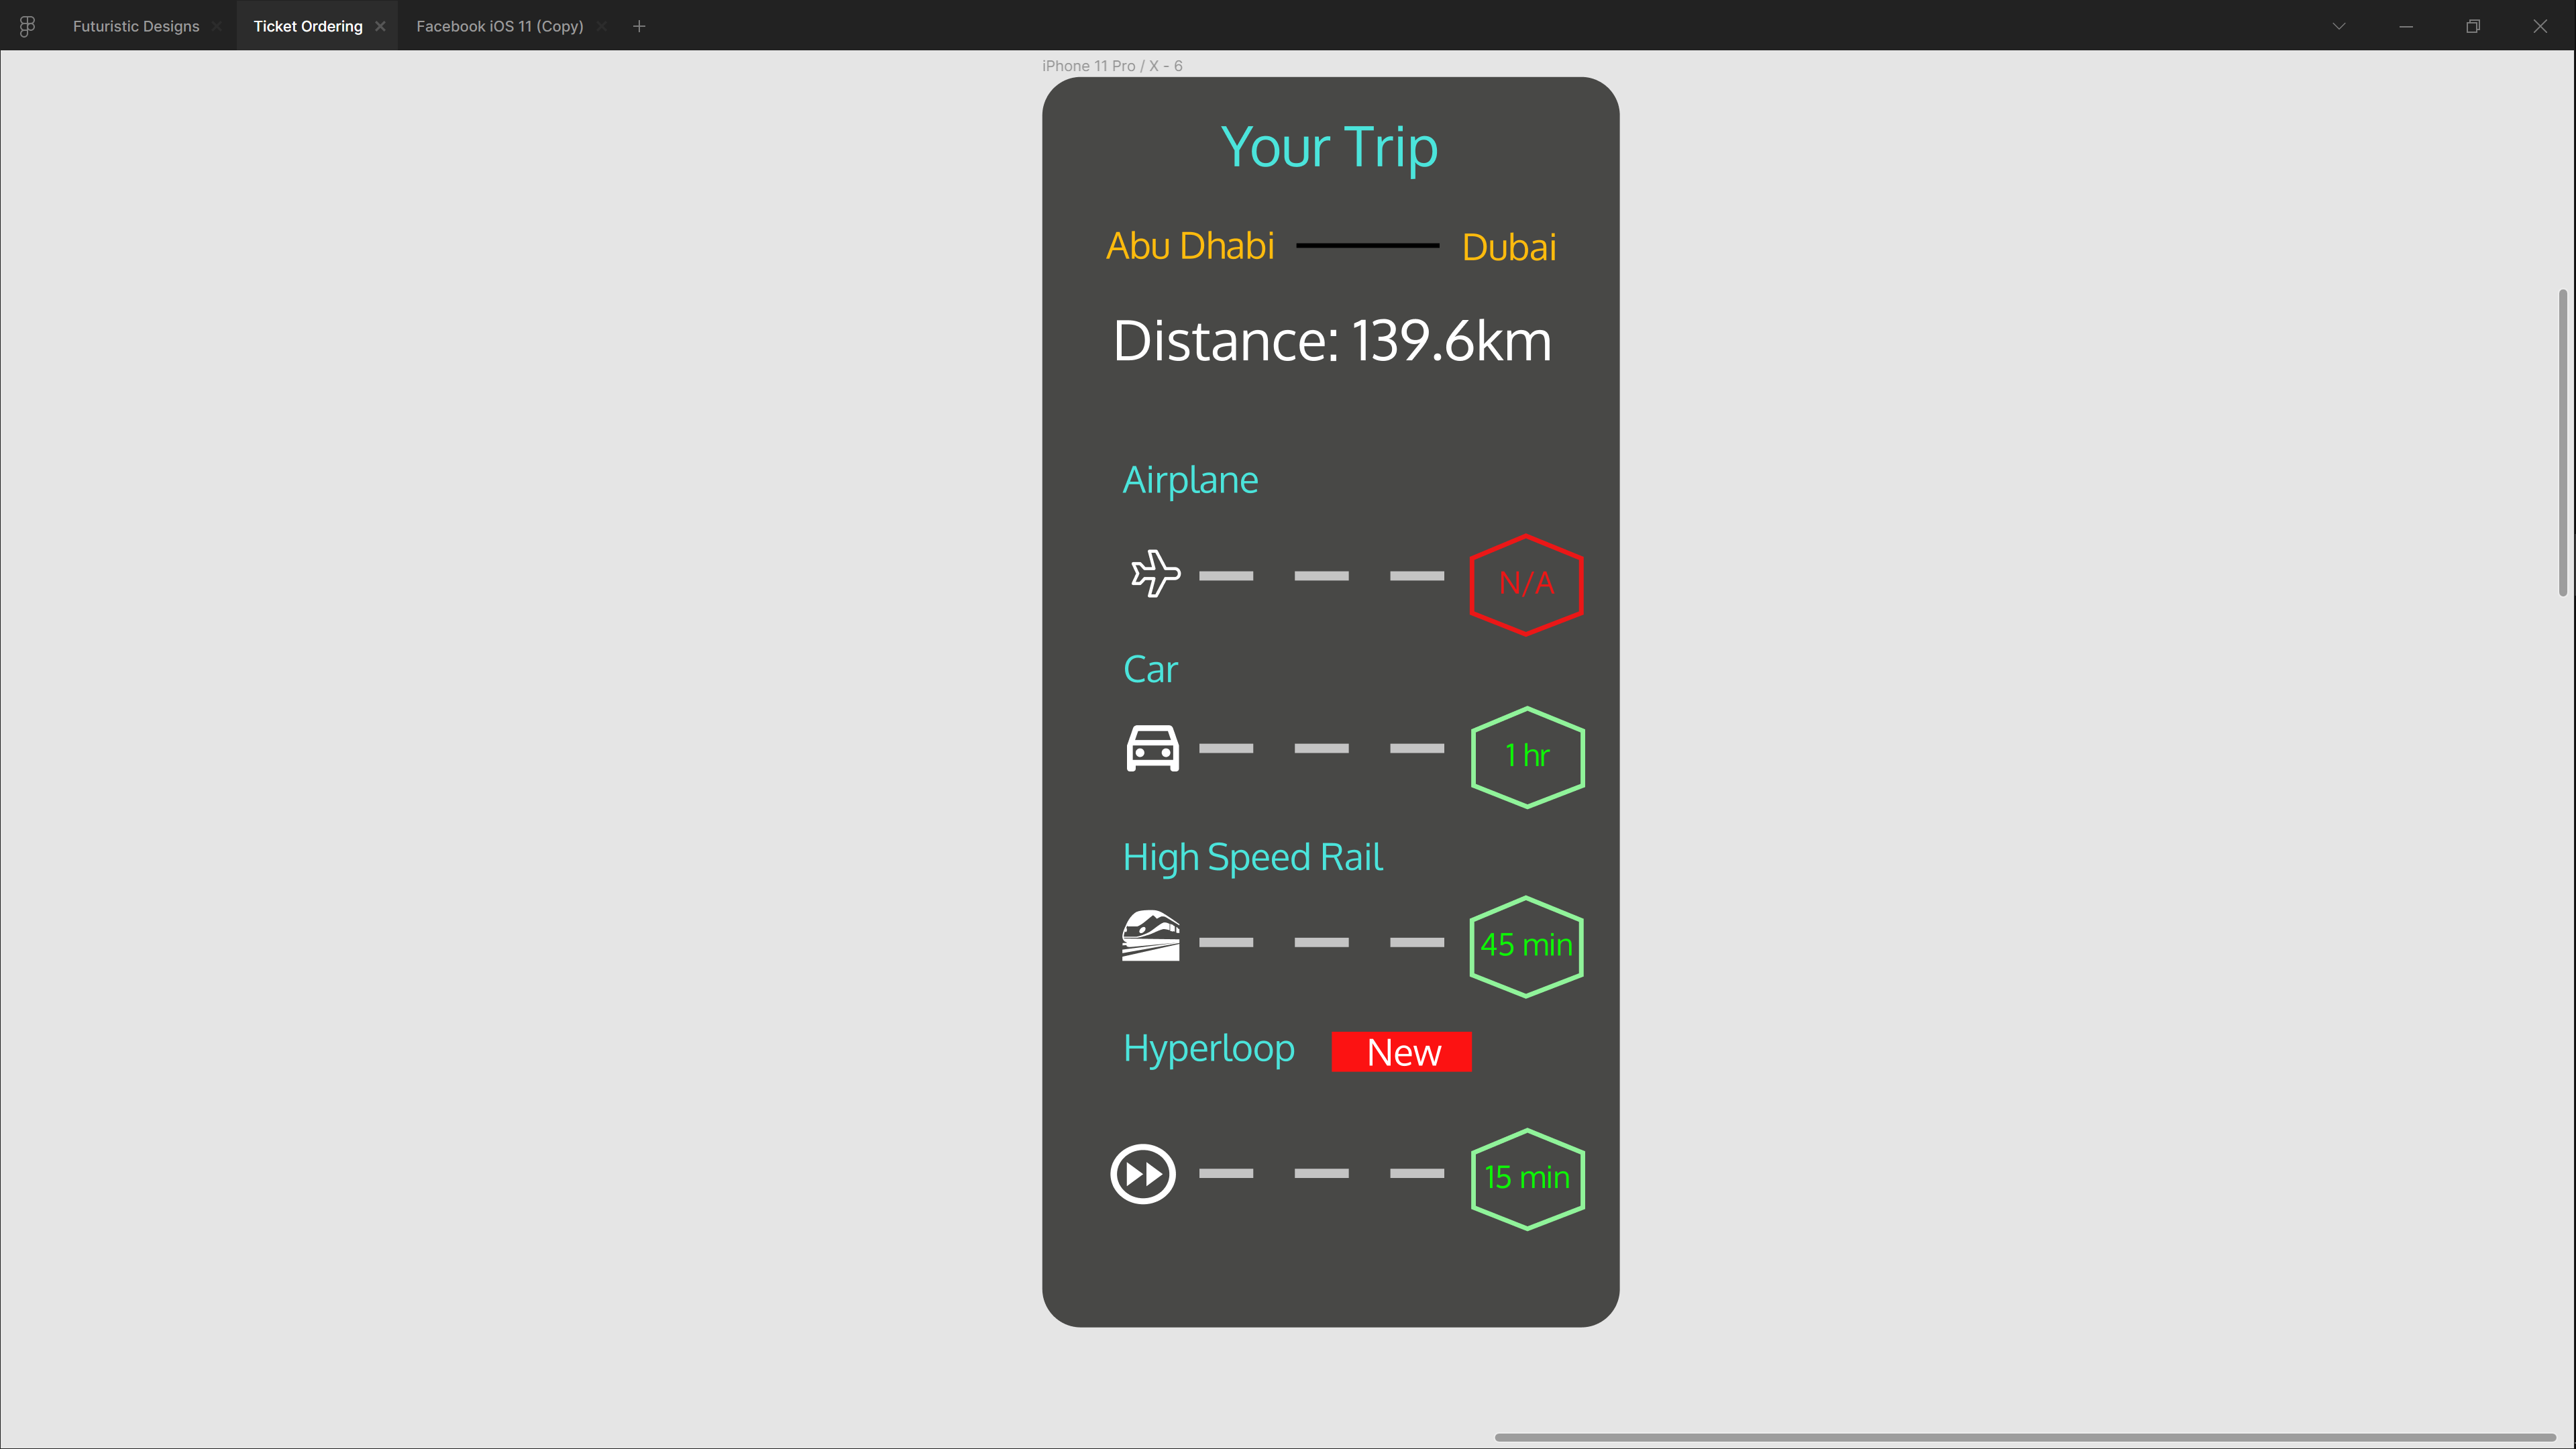 Futuristic Designs
Ticket Ordering
Facebook iOS 11 (Copy)
iPhone 11 Pro / X - 6
Your Trip
Abu Dhabi
Dubai
Distance: 139.6km
Airplane
N/A
Car
1 hr
High Speed Rail
45 min
Hyperloop
New
15 min